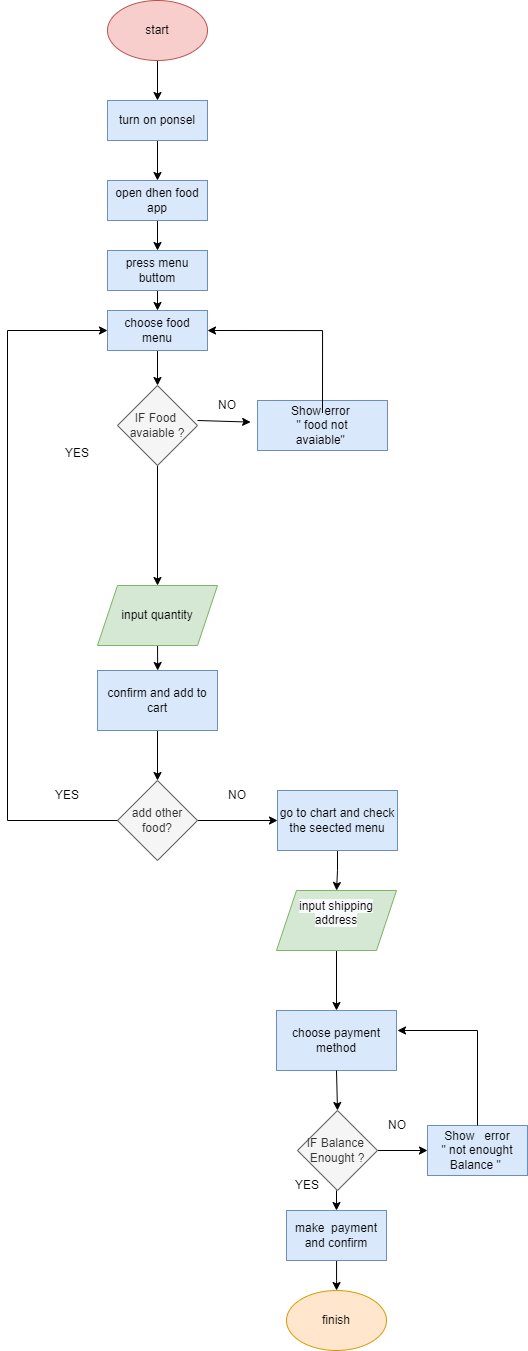 start
turn on ponsel
open dhen food
app
press menu
buttom
choose food
menu
IF Food
avaiable ?
NO
Show error
" food not
avaiable"
YES
input quantity
confirm and add to
cart
YES
add other
food?
NO
go to chart and check
the seected menu
input shipping
address
choose payment
method
IF Balance
Enought ?
NO
Show error
" not enought
Balance "
YES
make payment
and confirm
finish